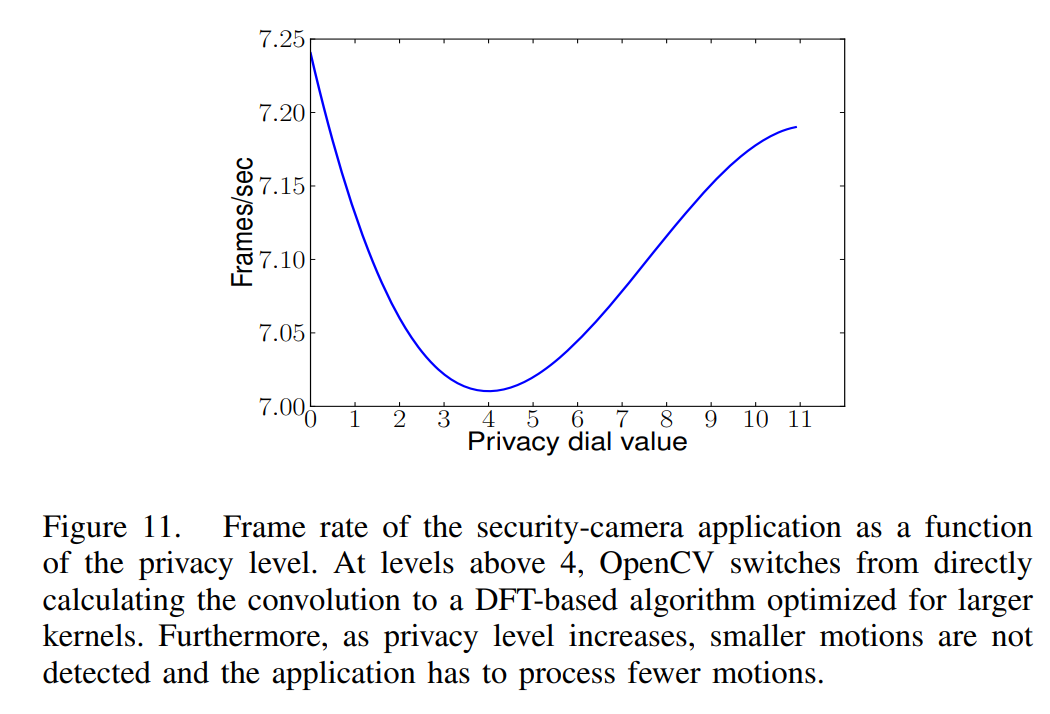 7.25
7.20
7.15
7.10
7.05
7.00
Frames/sec
0 1 2 3 4 5 6 7 8 9 10 11
Privacy dial value
Figure 11. Frame rate of the security-camera application as a function
of the privacy level. At levels above 4, OpenCV switches from directly
calculating the convolution to a DFT-based algorithm optimized for larger
kernels. Furthermore, as privacy level increases, smaller motions are not
detected and the application has to process fewer motions.